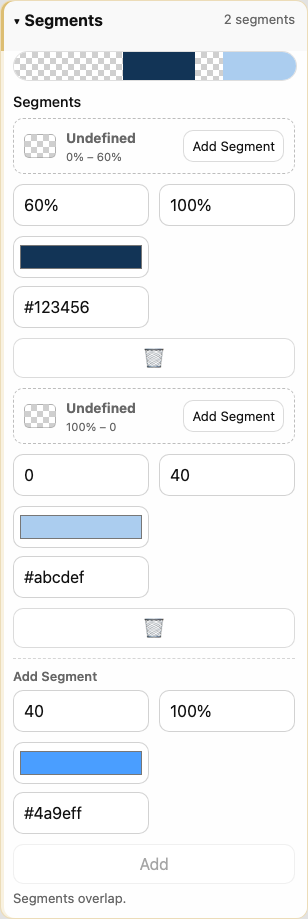 ▾ Segments 2 segments
Segments
Undefined
0% – 60%
Add Segment
60% 100%
#123456
Undefined
100% – 0
Add Segment
0 40
#abcdef
Add Segment
40 100%
#4a9eff
Add
Segments overlap.